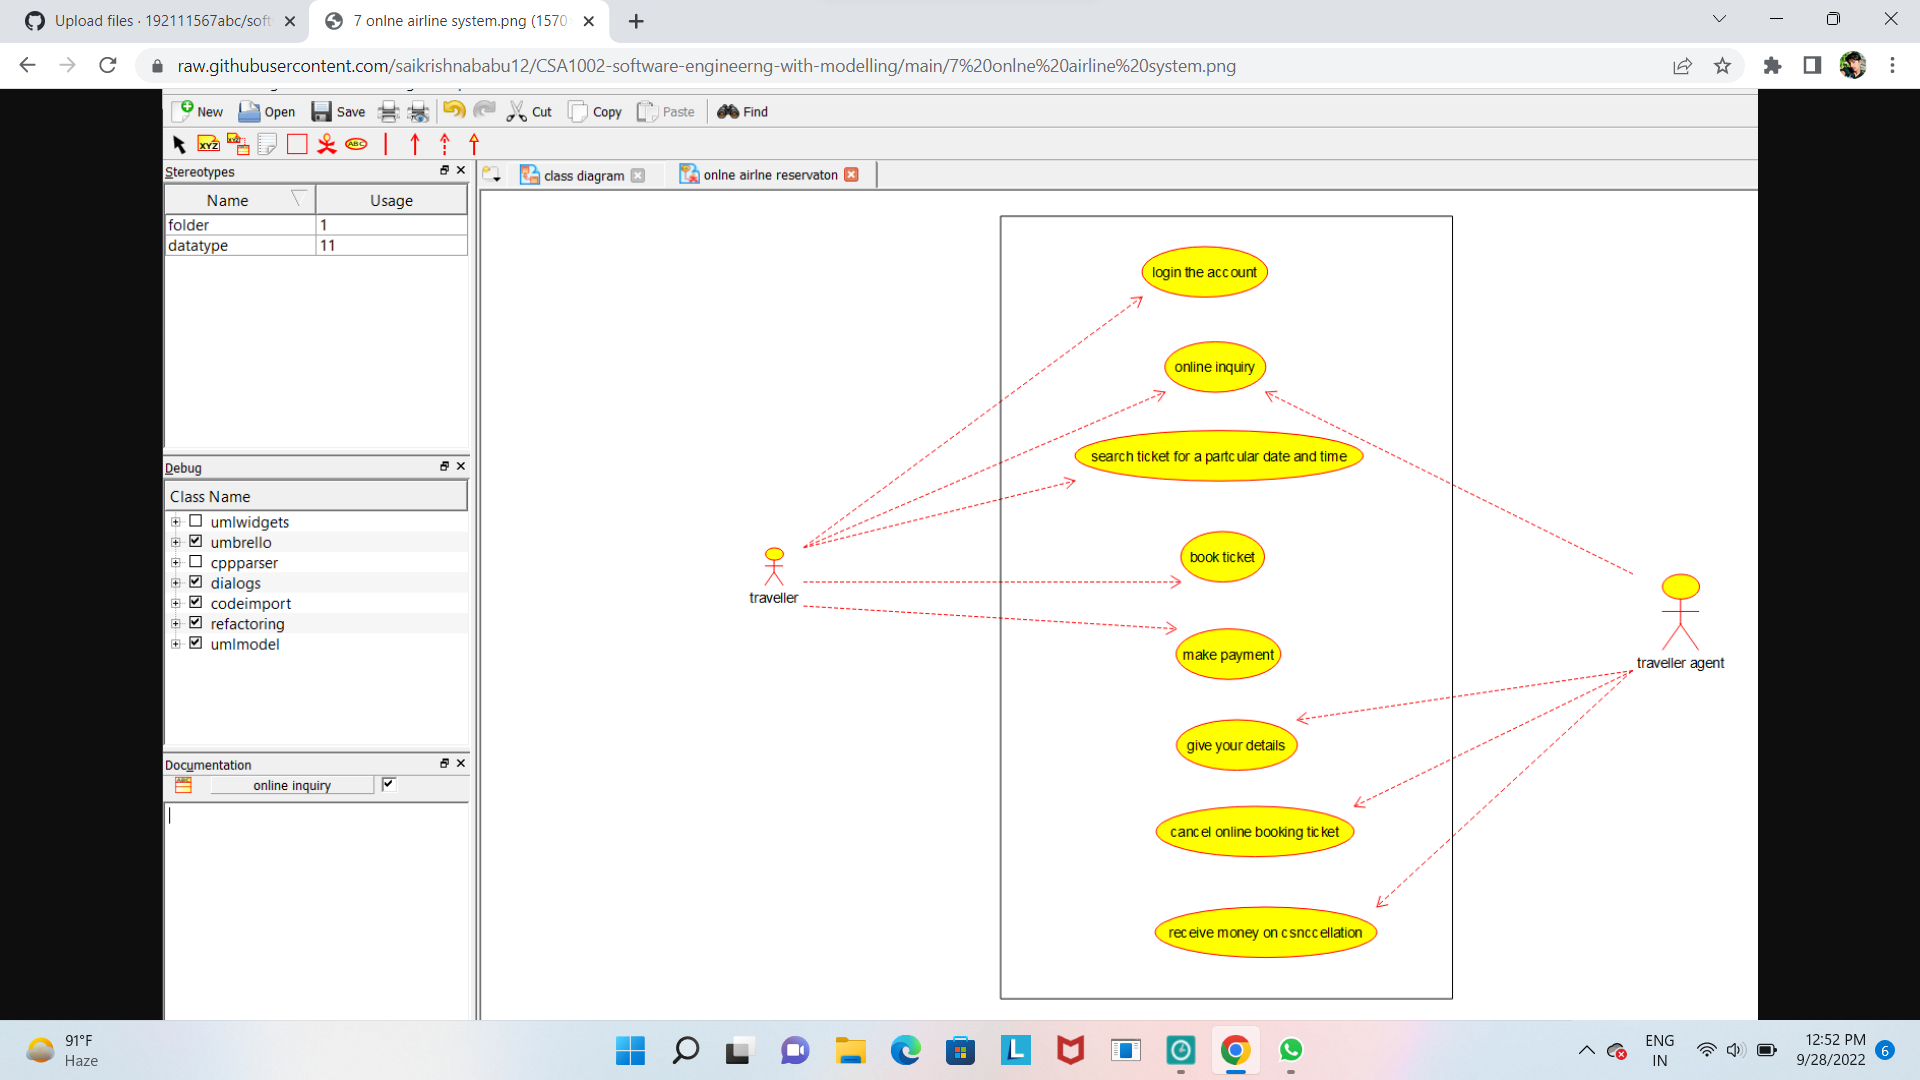 Upload files · 192111567abc/soft
7 onlne airline system.png (1570
raw.githubusercontent.com/saikrishnababu12/CSA1002-software-engineerng-with-modelling/main/7%20onlne%20airline%20system.png
New Open Save Cut Copy Paste Find
XYZ ABC
Stereotypes
class diagram
onlne airlne reservaton
Name Usage
folder 1
datatype 11
Debug
Class Name
umlwidgets
umbrello
cppparser
dialogs
codeimport
refactoring
umlmodel
Documentation
online inquiry
login the account
online inquiry
search ticket for a partcular date and time
book ticket
traveller
make payment
traveller agent
give your details
cancel online booking ticket
receive money on csnccellation
91°F
Haze
ENG
IN
12:52 PM
9/28/2022
6